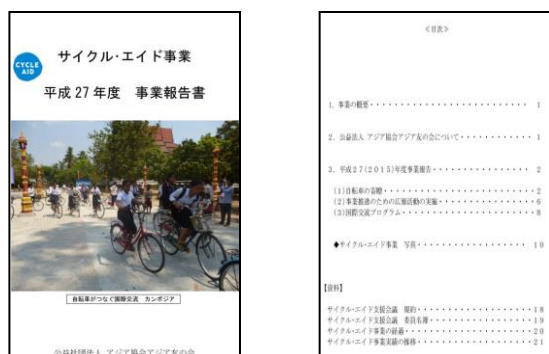 CYCLE
AID
サイクル・エイド事業
平成 27 年度 事業報告書
自転車がつなぐ国際交流 カンボジア
公益社団法人 アジア協会アジア友の会
≪目次≫
1. 事業の概要・・・・・・・・・・・・・・・・・・・・・・・・・・ 1
2. 公益法人 アジア協会アジア友の会について・・・・・・・・・・・・・ 1
3. 平成27(2015)年度事業報告・・・・・・・・・・・・・・・・ 2
(1)自転車の寄贈・・・・・・・・・・・・・・・・・・・・・・・・2
(2)事業推進のための広報活動の実施・・・・・・・・・・・・・・・6
(3)国際交流プログラム・・・・・・・・・・・・・・・・・・・・・8
◆サイクル・エイド事業 写真・・・・・・・・・・・・・・・・・・ 10
【資料】
サイクル・エイド支援会議 規約・・・・・・・・・・・・・・・・・18
サイクル・エイド支援会議 委員名簿・・・・・・・・・・・・・・・19
サイクル・エイド事業の経過・・・・・・・・・・・・・・・・・・・20
サイクル・エイド事業実績の推移・・・・・・・・・・・・・・・・・21